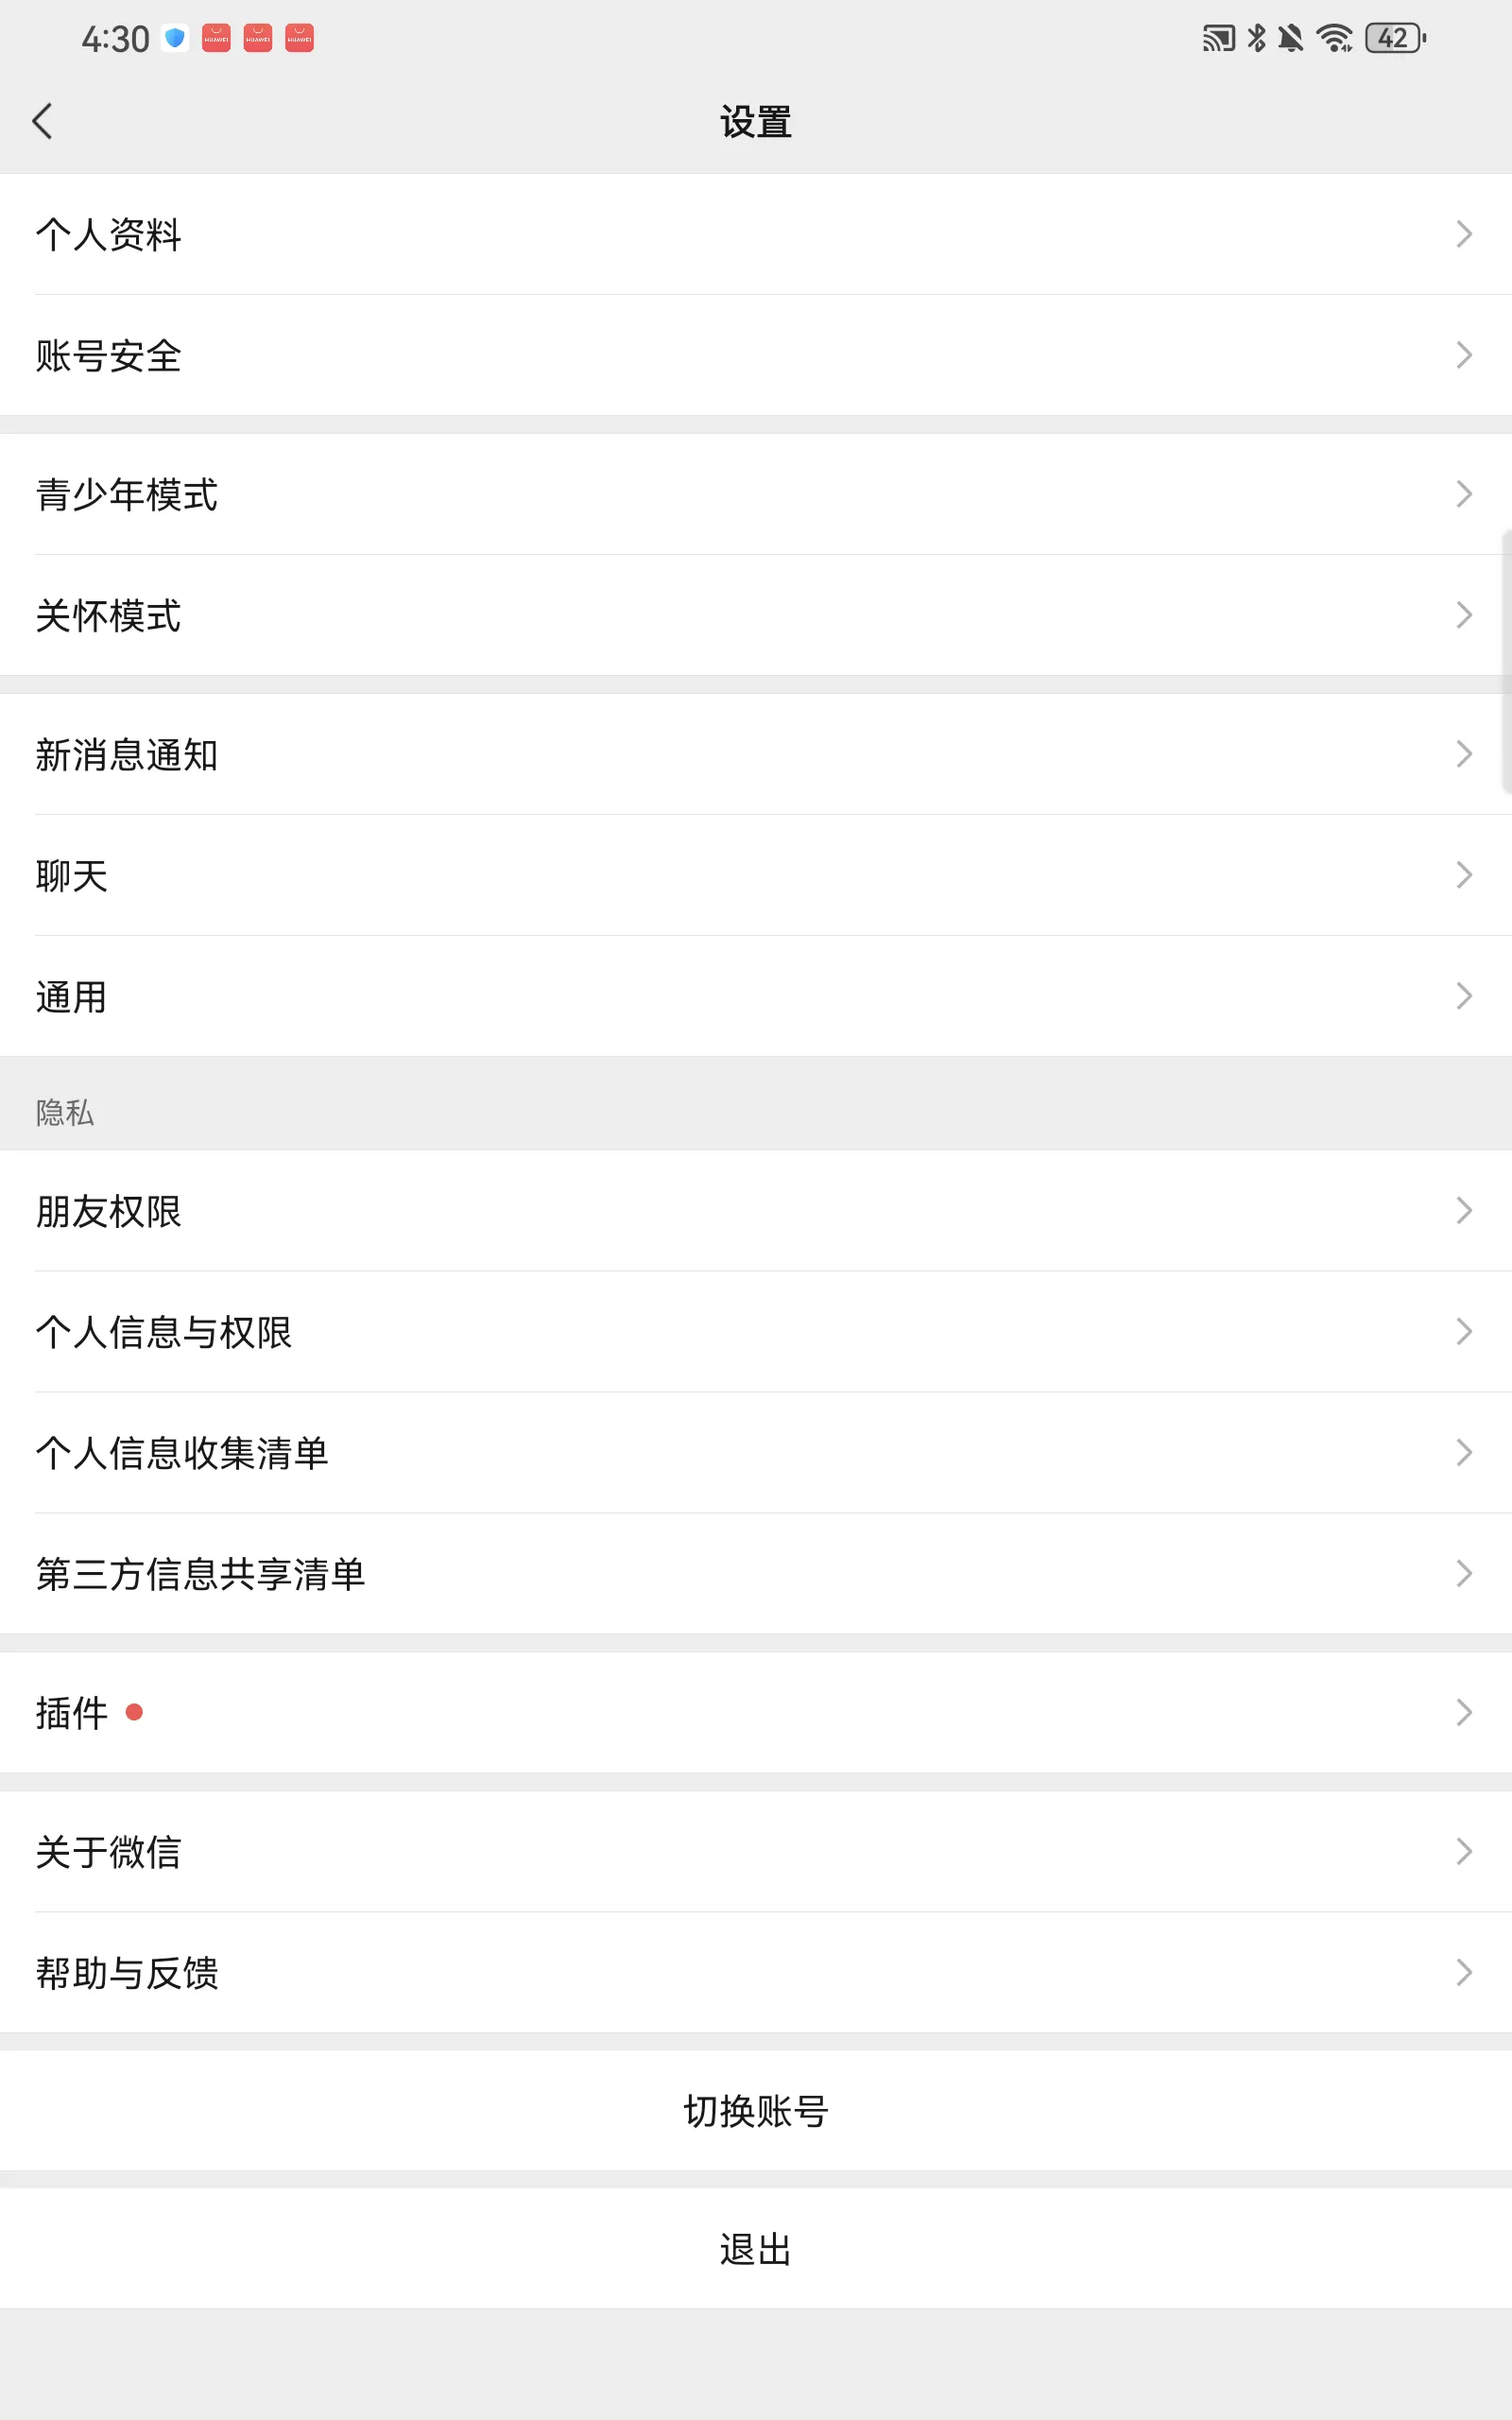 4:30
HUAWEI HUAWEI HUAWEI
42
设置
个人资料
账号安全
青少年模式
关怀模式
新消息通知
聊天
通用
隐私
朋友权限
个人信息与权限
个人信息收集清单
第三方信息共享清单
插件
关于微信
帮助与反馈
切换账号
退出